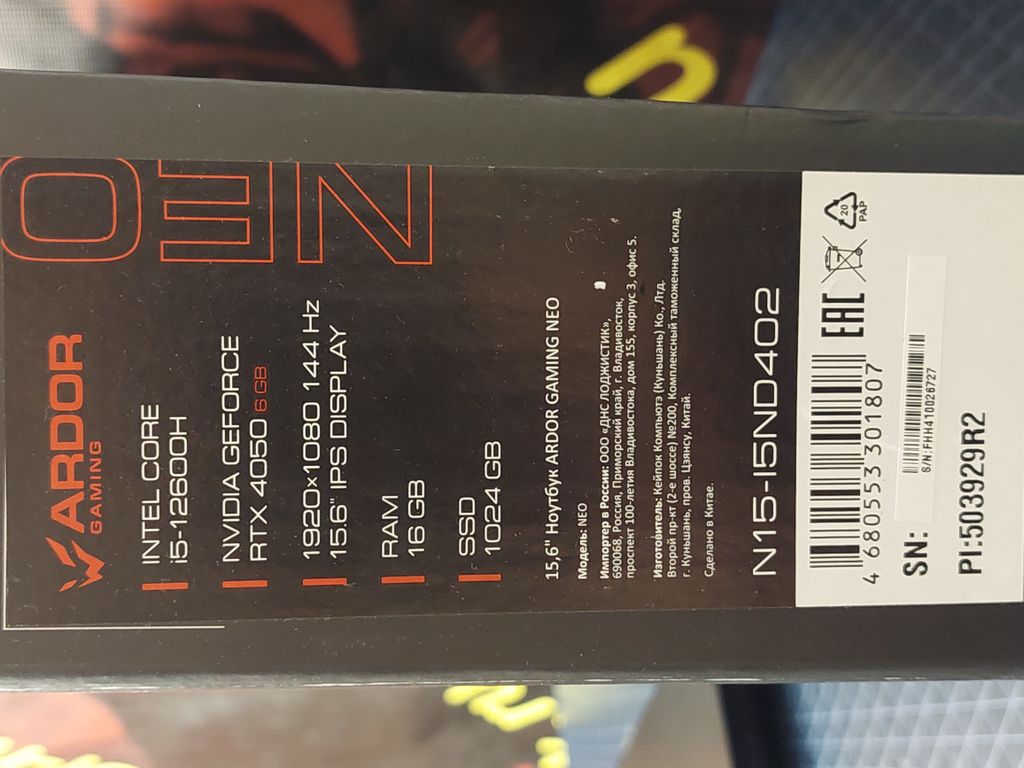 ARDOR
GAMING
NEO
INTEL CORE
i5-12600H
NVIDIA GEFORCE
RTX 4050 6 GB
1920×1080 144 Hz
15.6" IPS DISPLAY
RAM
16 GB
SSD
1024 GB
15,6" Ноутбук ARDOR GAMING NEO
Модель: NEO
Импортер в России: ООО «ДНС ЛОДЖИСТИК»,
690068, Россия, Приморский край, г. Владивосток,
проспект 100-летия Владивостока, дом 155, корпус 3, офис 5.
Изготовитель: Кейпок Компьютэ (Куньшань) Ко., Лтд.
Второй пр-кт (2-е шоссе) №200, Комплексный таможенный склад,
г. Куньшань, пров. Цзянсу, Китай.
Сделано в Китае.
N15-I5ND402
4 680553 301807
EAC
20
PAP
SN:
S/N:FHH410026727
PI:503929R2